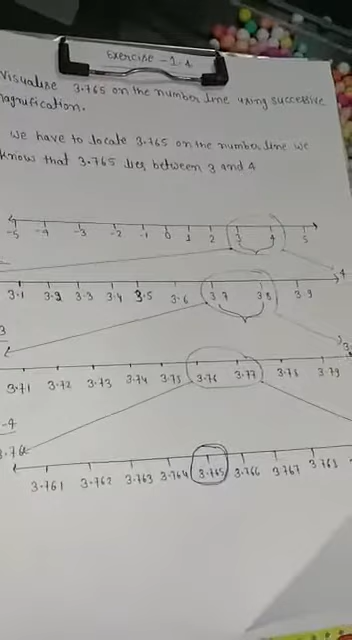 Exercise - 1.4
Visualise 3.765 on the number line using successive
magnification.
we have to locate 3.765 on the number line we
know that 3.765 lies between 3 and 4
-5 -4 -3 -2 -1 0 1 2 3 4 5
4
3.1 3.3 3.4 3.5 3.6 3.7 3.8 3.9
3
3.71 3.72 3.73 3.74 3.75 3.76 3.77 3.78 3.79
-4
3.76
3.761 3.762 3.763 3.764 3.765 3.766 3.767 3.768